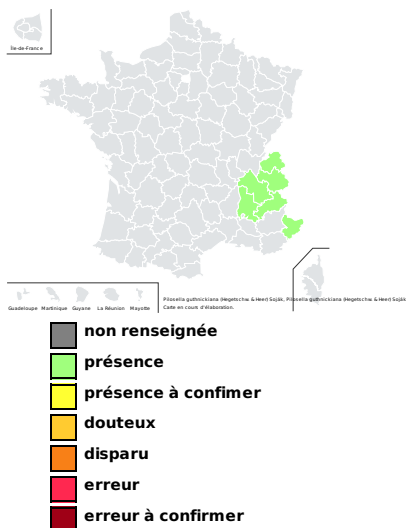 Île-de-France
Guadeloupe Martinique Guyane La Réunion Mayotte
Pilosella guthnickiana (Hegetschw. & Heer) Soják, Pilosella guthnickiana (Hegetschw. & Heer) Soják
Carte en cours d'élaboration.
non renseignée
présence
présence à confimer
douteux
disparu
erreur
erreur à confirmer